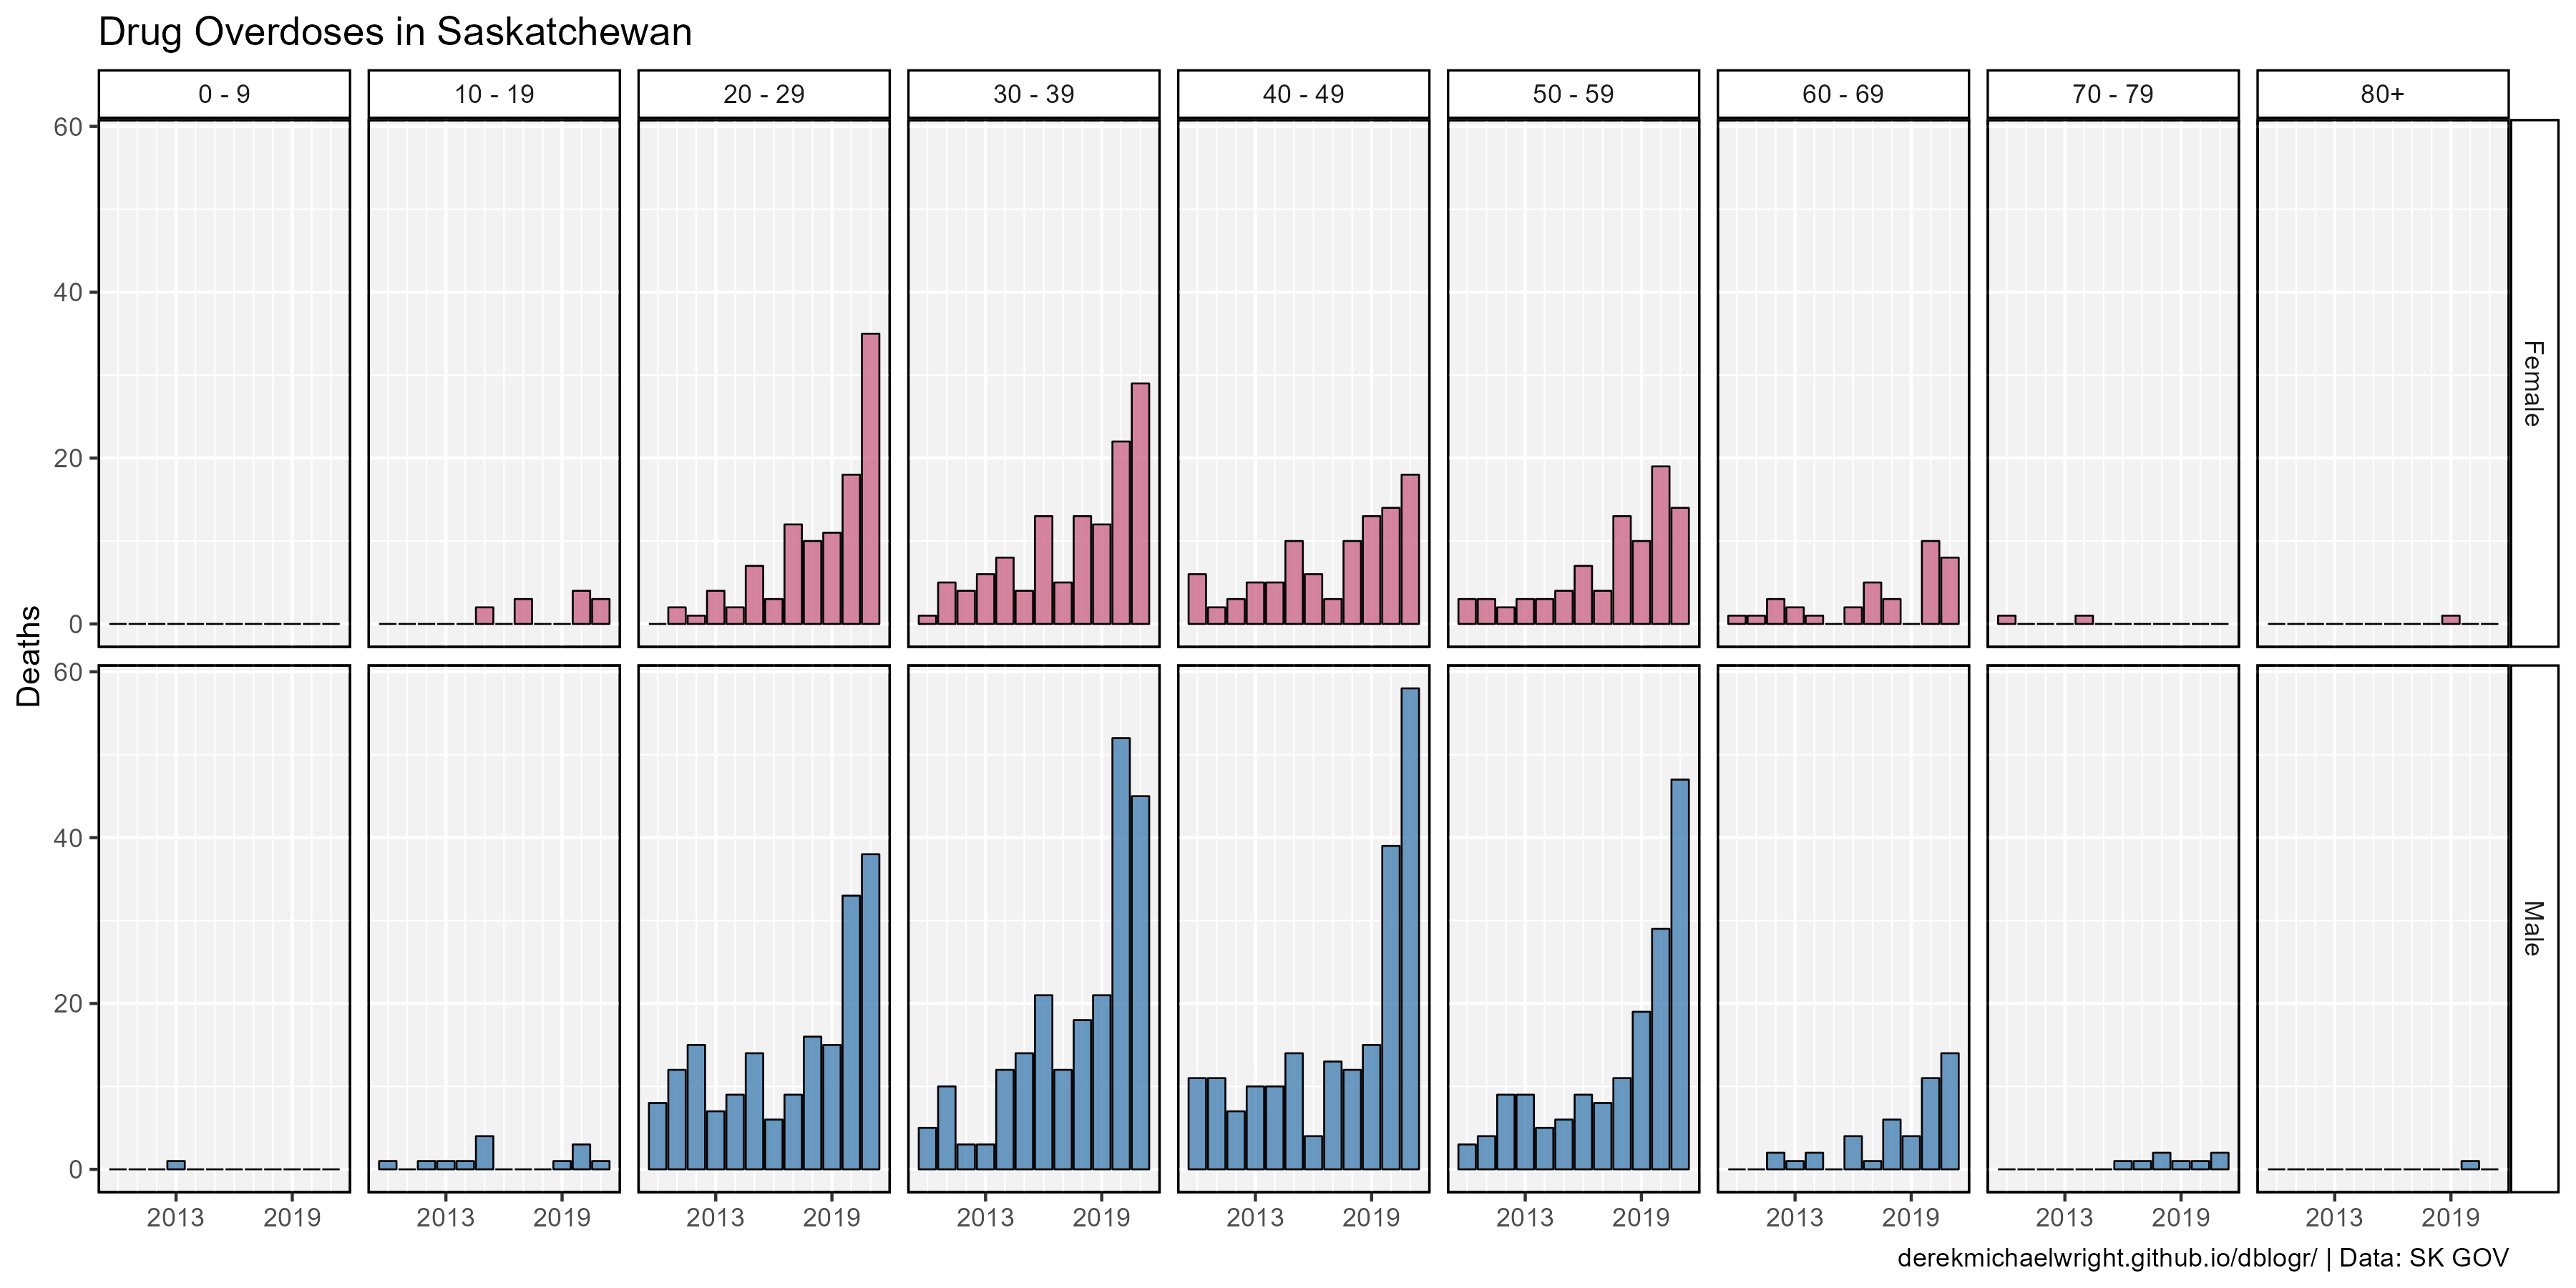 Drug Overdoses in Saskatchewan
0 - 9
10 - 19
20 - 29
30 - 39
40 - 49
50 - 59
60 - 69
70 - 79
80+
60
40
20
0
Female
Deaths
60
40
20
0
Male
2013 2019
2013 2019
2013 2019
2013 2019
2013 2019
2013 2019
2013 2019
2013 2019
2013 2019
derekmichaelwright.github.io/dblogr/ | Data: SK GOV